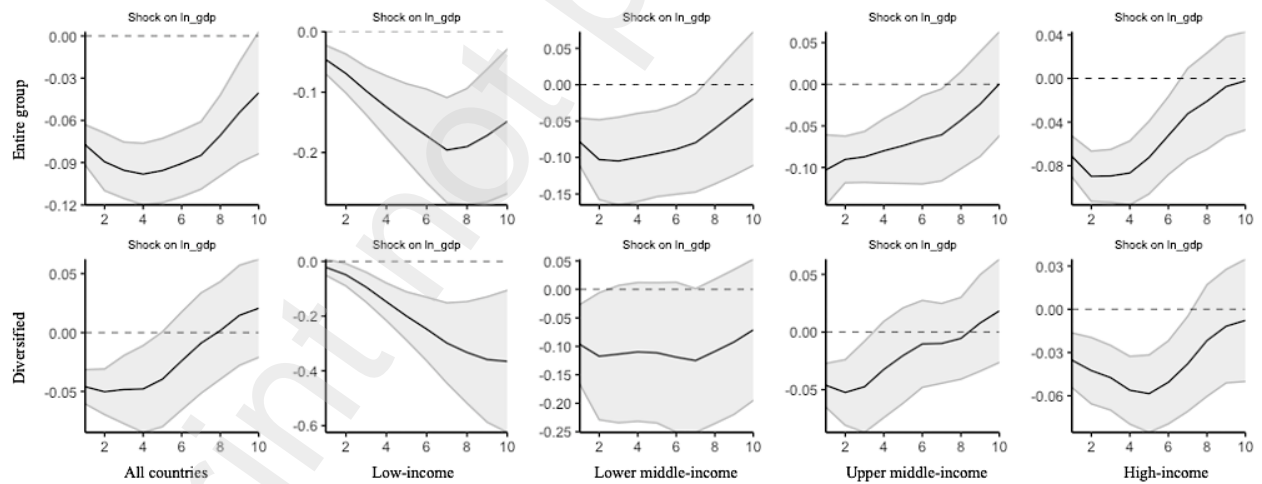 Shock on ln_gdp Shock on ln_gdp Shock on ln_gdp Shock on ln_gdp Shock on ln_gdp
Entire group
0.00
-0.03
-0.06
-0.09
-0.12
2 4 6 8 10
0.0
-0.1
-0.2
2 4 6 8 10
0.05
0.00
-0.05
-0.10
-0.15
2 4 6 8 10
0.05
0.00
-0.05
-0.10
2 4 6 8 10
0.04
0.00
-0.04
-0.08
2 4 6 8 10
Shock on ln_gdp Shock on ln_gdp Shock on ln_gdp Shock on ln_gdp Shock on ln_gdp
Diversified
0.05
0.00
-0.05
2 4 6 8 10
0.0
-0.2
-0.4
-0.6
2 4 6 8 10
0.05
0.00
-0.05
-0.10
-0.15
-0.20
-0.25
2 4 6 8 10
0.05
0.00
-0.05
2 4 6 8 10
0.03
0.00
-0.03
-0.06
2 4 6 8 10
All countries Low-income Lower middle-income Upper middle-income High-income
not